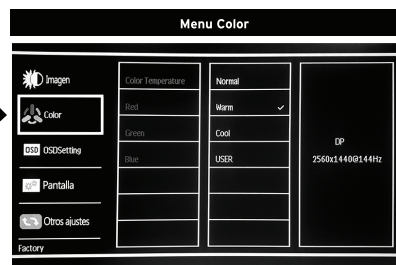 Menu Color
Imagen
Color
OSD OSDSetting
Pantalla
Otros ajustes
Factory
Color Temperature
Red
Green
Blue
Normal
Warm
Cool
USER
DP
2560x1440@144Hz